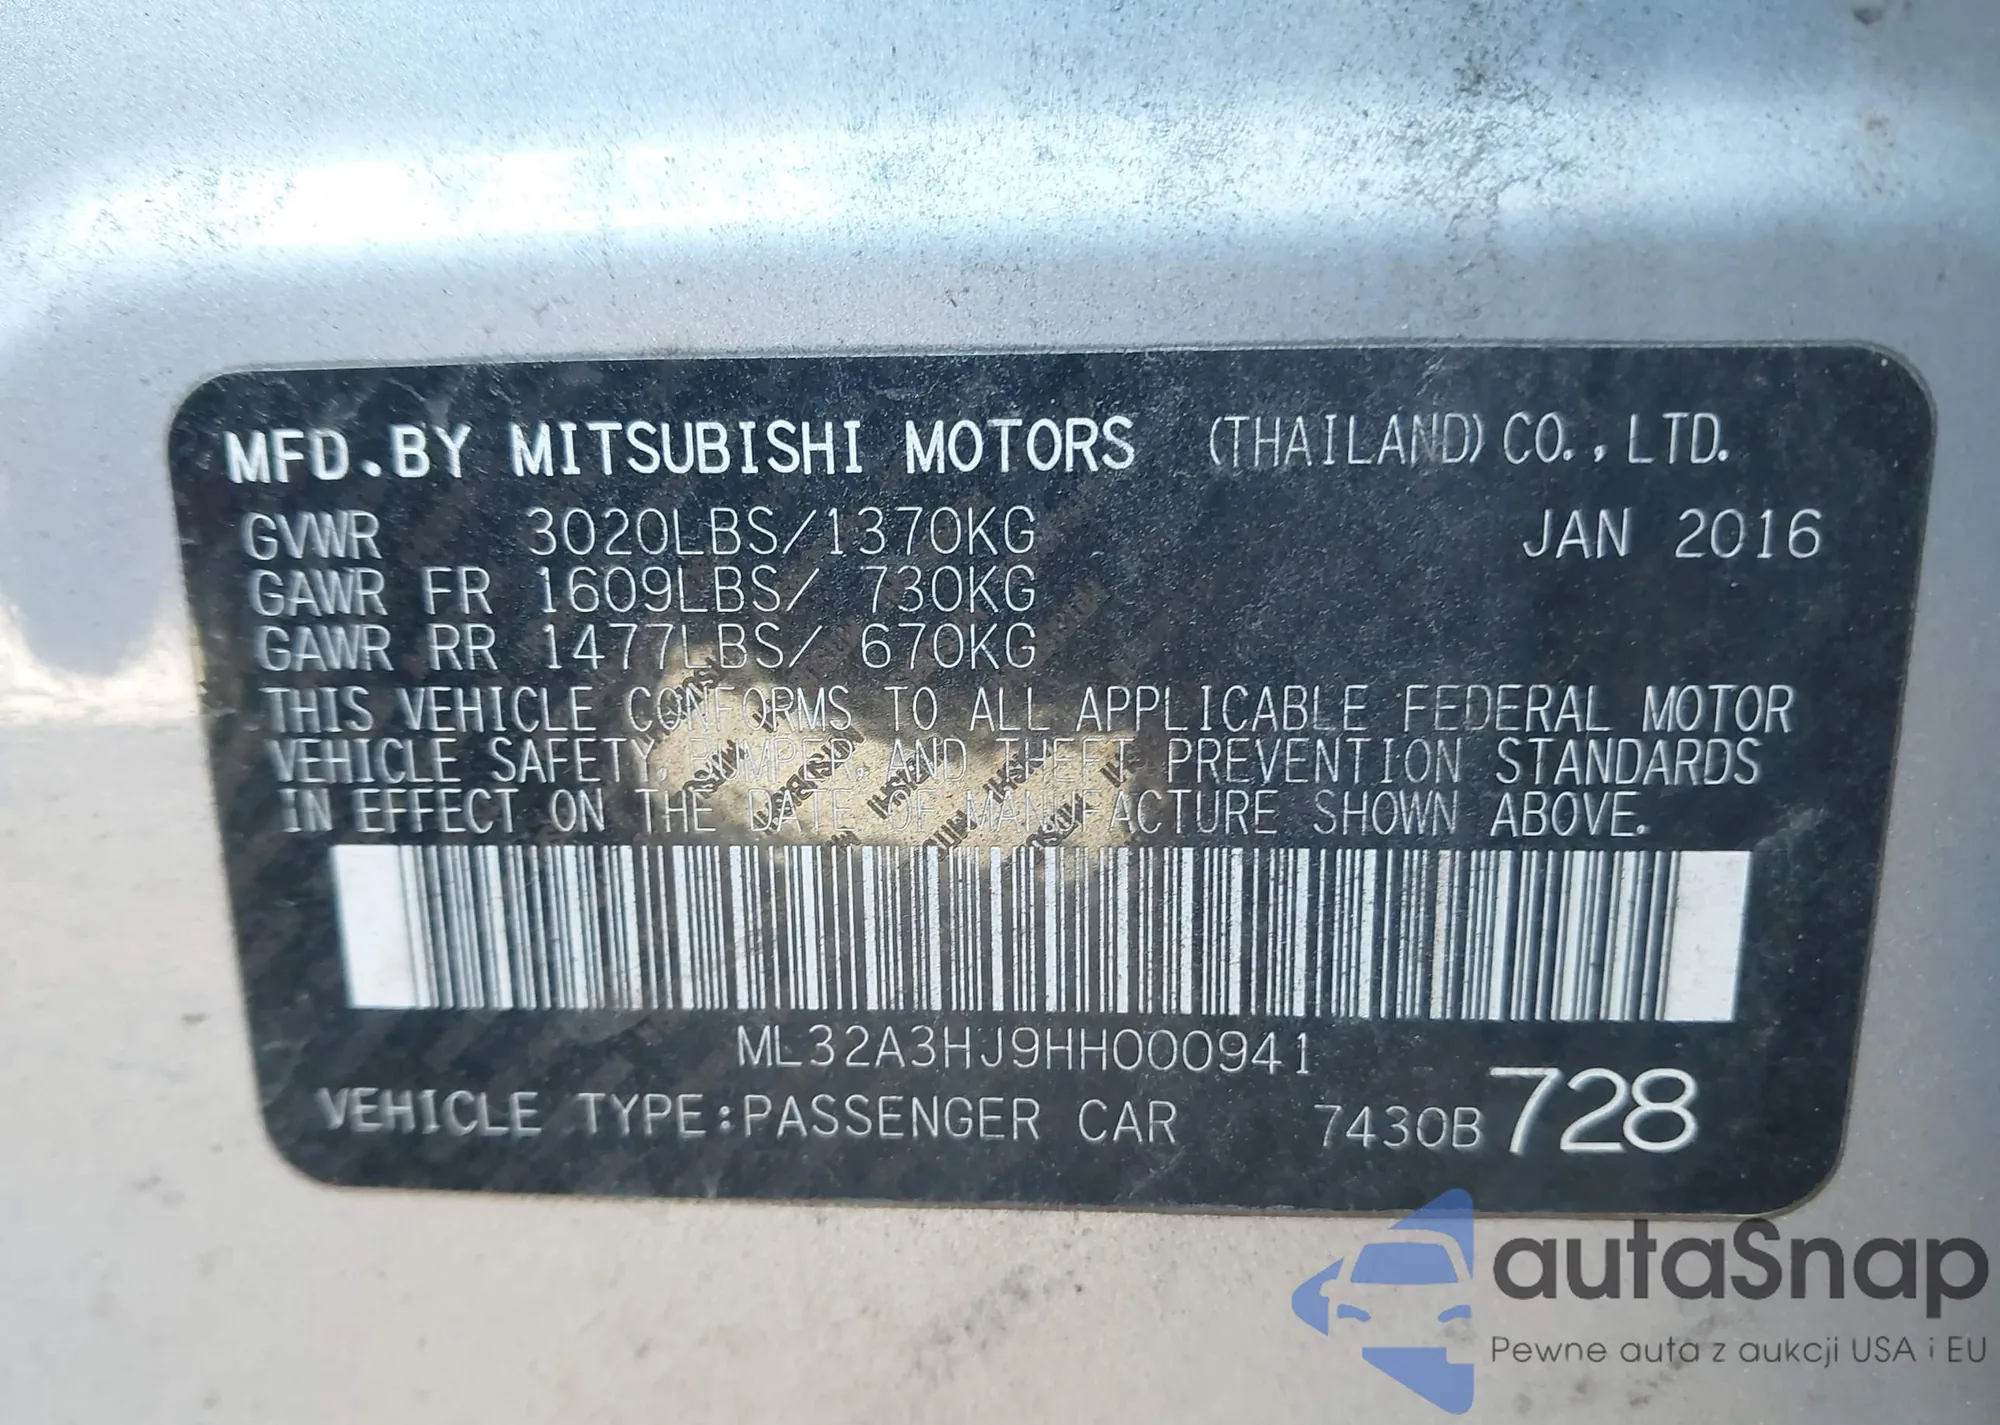 MFD.BY MITSUBISHI MOTORS (THAILAND) CO., LTD.
GVWR 3020LBS/1370KG JAN 2016
GAWR FR 1609LBS/ 730KG
GAWR RR 1477LBS/ 670KG
THIS VEHICLE CONFORMS TO ALL APPLICABLE FEDERAL MOTOR
VEHICLE SAFETY, BUMPER, AND THEFT PREVENTION STANDARDS
IN EFFECT ON THE DATE OF MANUFACTURE SHOWN ABOVE.
ML32A3HJ9HH000941
VEHICLE TYPE:PASSENGER CAR 7430B 728
autaSnap
Pewne auta z aukcji USA i EU